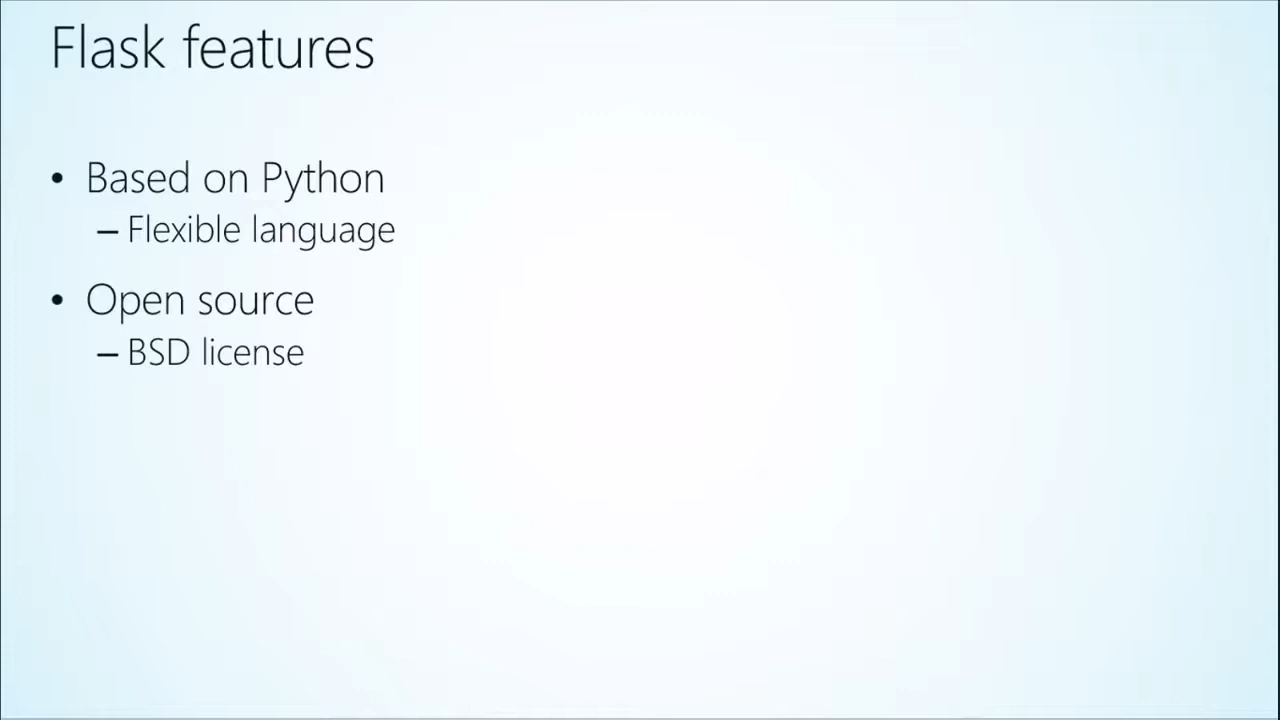 Flask features
• Based on Python
– Flexible language
• Open source
– BSD license